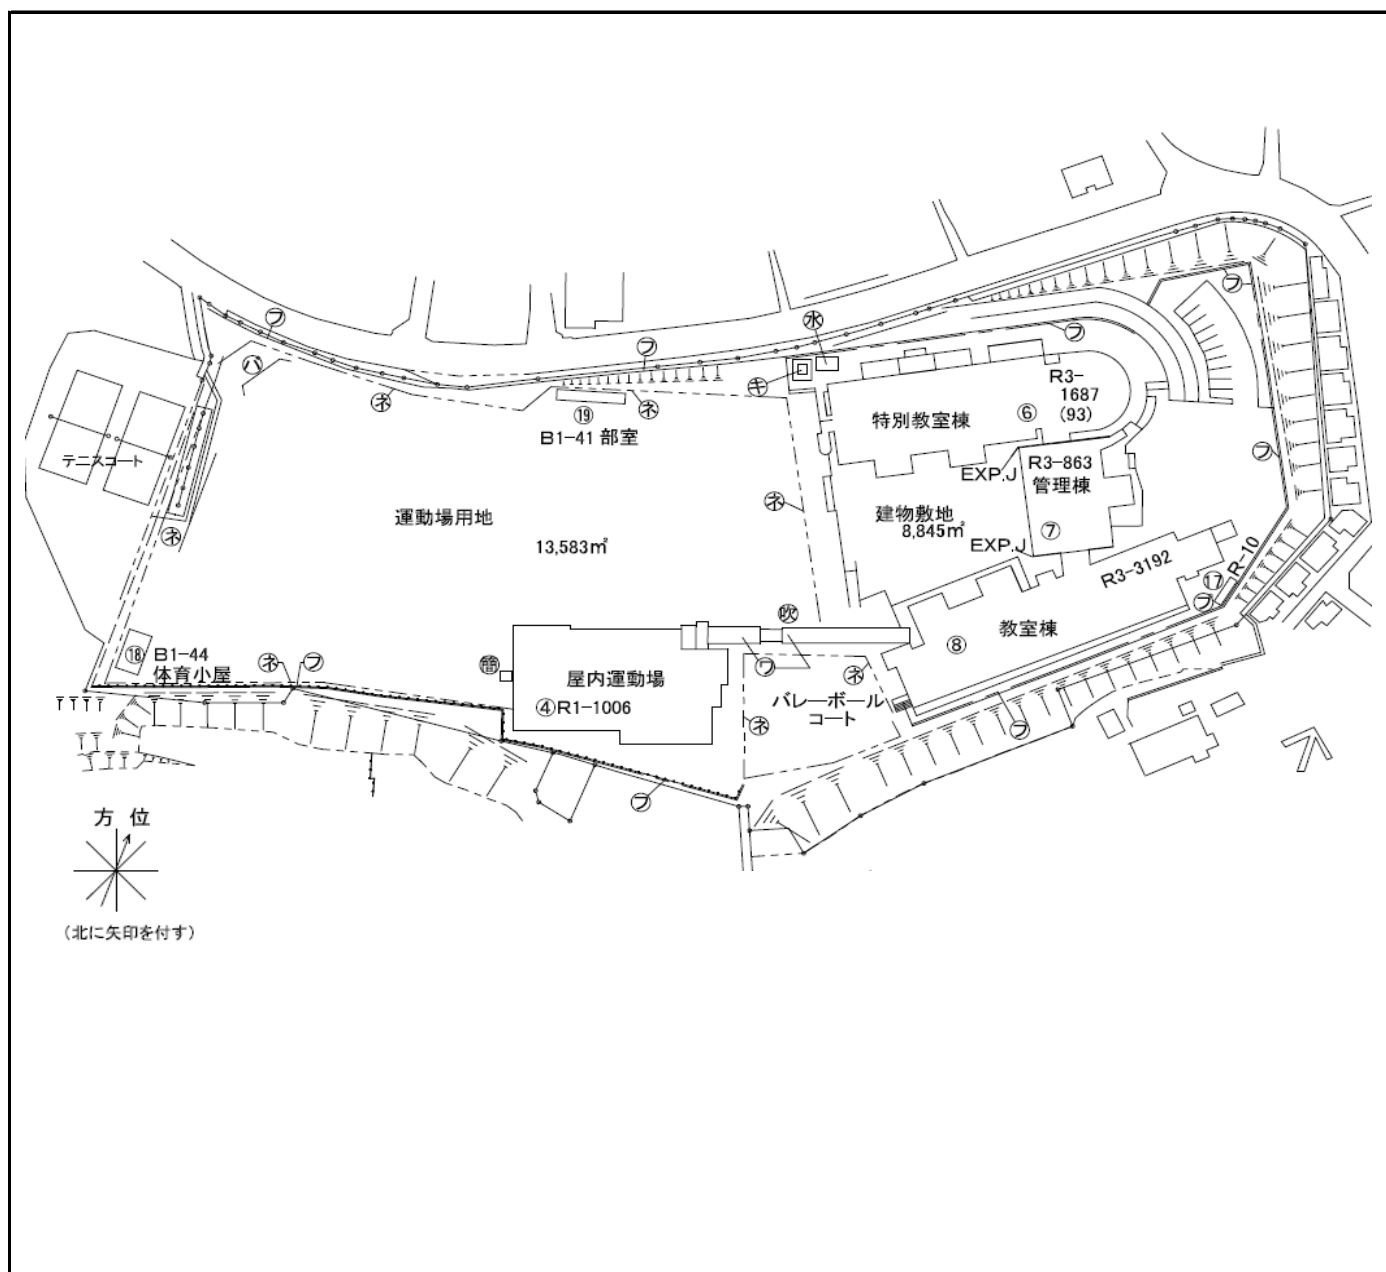 水
フ
フ
フ
フ
バ
キ
R3-
1687
(93)
ネ
⑲
ネ
⑥
B1-41 部室
特別教室棟
テニスコート
フ
EXP.J
R3-863
管理棟
ネ
運動場用地
建物敷地
8,845㎡
⑦
ネ
13,583㎡
EXP.J
R3-3192
R-10
⑰
フ
吹
教室棟
⑧
⑱
B1-44
体育小屋
ネ
フ
簡
屋内運動場
ワ
ネ
バレーボール
コート
④R1-1006
ネ
フ
フ
方 位
(北に矢印を付す)